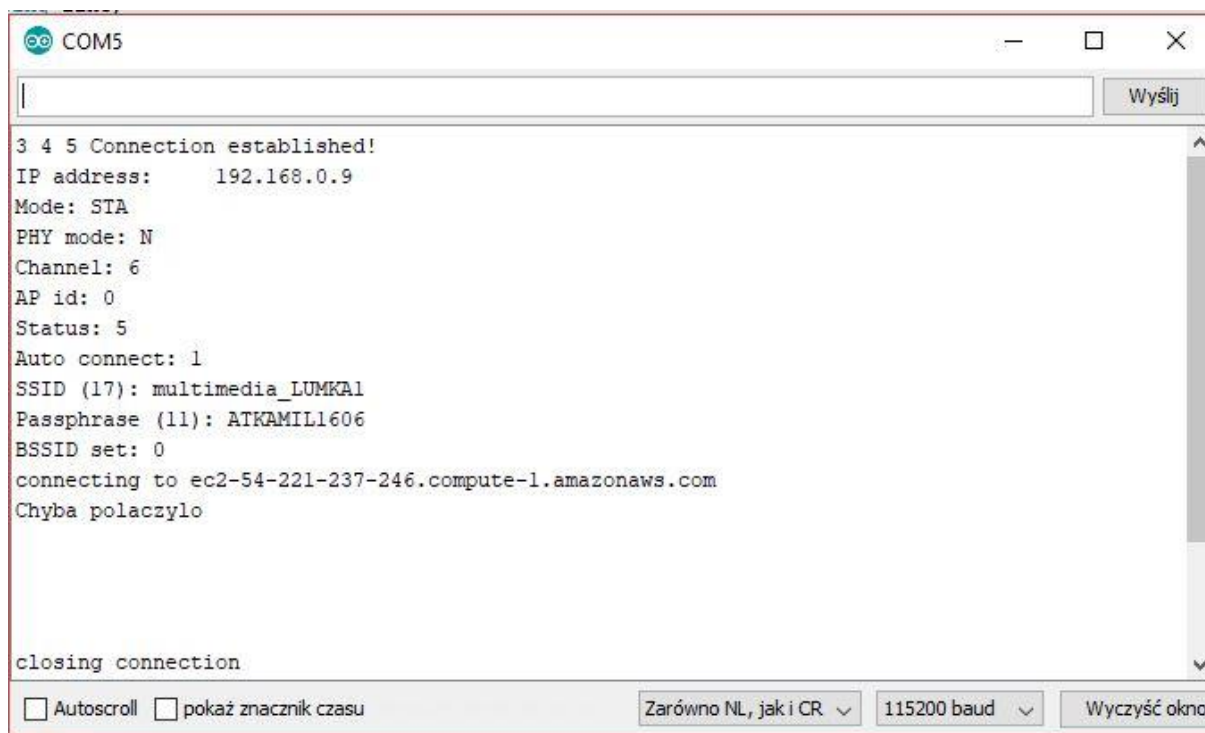 COM5
Wyślij
3 4 5 Connection established!
IP address:     192.168.0.9
Mode: STA
PHY mode: N
Channel: 6
AP id: 0
Status: 5
Auto connect: 1
SSID (17): multimedia_LUMKA1
Passphrase (11): ATKAMIL1606
BSSID set: 0
connecting to ec2-54-221-237-246.compute-1.amazonaws.com
Chyba polaczylo
closing connection
Autoscroll pokaż znacznik czasu Zarówno NL, jak i CR 115200 baud Wyczyść okno